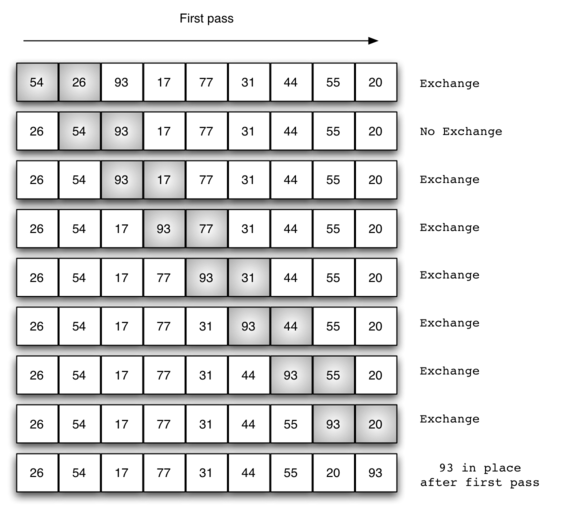 First pass
54 26 93 17 77 31 44 55 20 Exchange
26 54 93 17 77 31 44 55 20 No Exchange
26 54 93 17 77 31 44 55 20 Exchange
26 54 17 93 77 31 44 55 20 Exchange
26 54 17 77 93 31 44 55 20 Exchange
26 54 17 77 31 93 44 55 20 Exchange
26 54 17 77 31 44 93 55 20 Exchange
26 54 17 77 31 44 55 93 20 Exchange
26 54 17 77 31 44 55 20 93 93 in place
after first pass